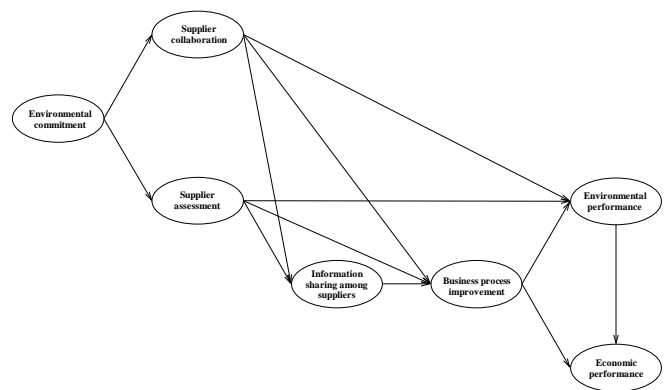 Supplier
collaboration
Environmental
commitment
Supplier
assessment
Environmental
performance
Information
sharing among
suppliers
Business process
improvement
Economic
performance